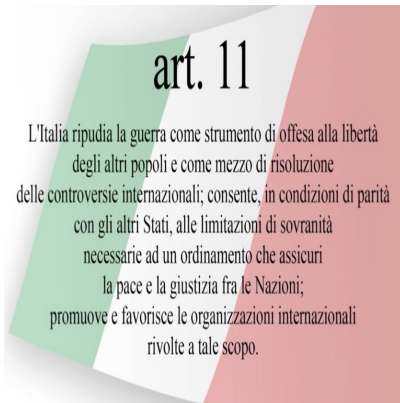 art. 11
L'Italia ripudia la guerra come strumento di offesa alla libertà
degli altri popoli e come mezzo di risoluzione
delle controversie internazionali; consente, in condizioni di parità
con gli altri Stati, alle limitazioni di sovranità
necessarie ad un ordinamento che assicuri
la pace e la giustizia fra le Nazioni;
promuove e favorisce le organizzazioni internazionali
rivolte a tale scopo.